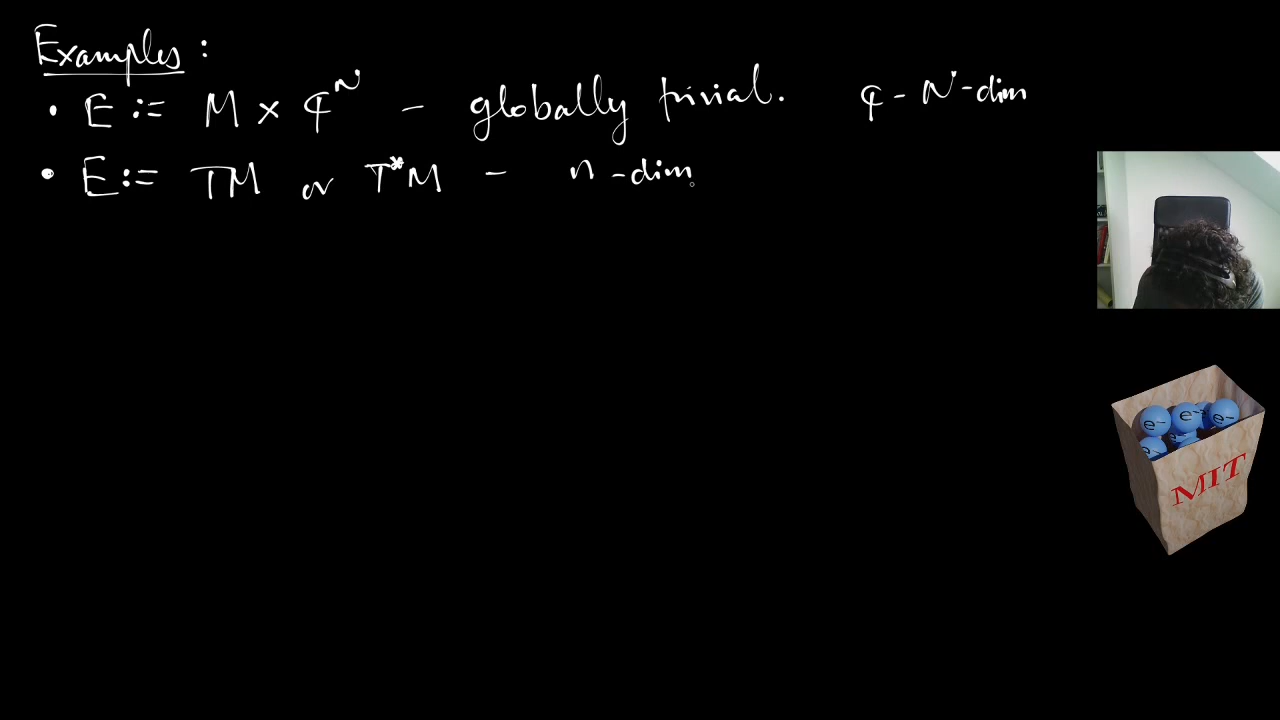 Examples:
• E := M × ℂ^N - globally trivial. ℂ - N-dim
• E := TM or T*M - n-dim
e⁻ e⁻ e⁻
e⁻ e⁻
MIT